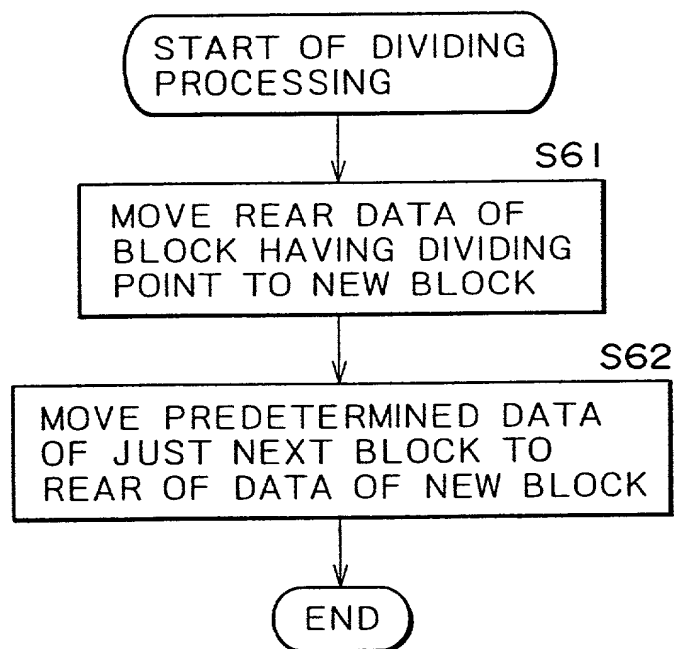 START OF DIVIDING
PROCESSING
S61
MOVE REAR DATA OF
BLOCK HAVING DIVIDING
POINT TO NEW BLOCK
S62
MOVE PREDETERMINED DATA
OF JUST NEXT BLOCK TO
REAR OF DATA OF NEW BLOCK
END